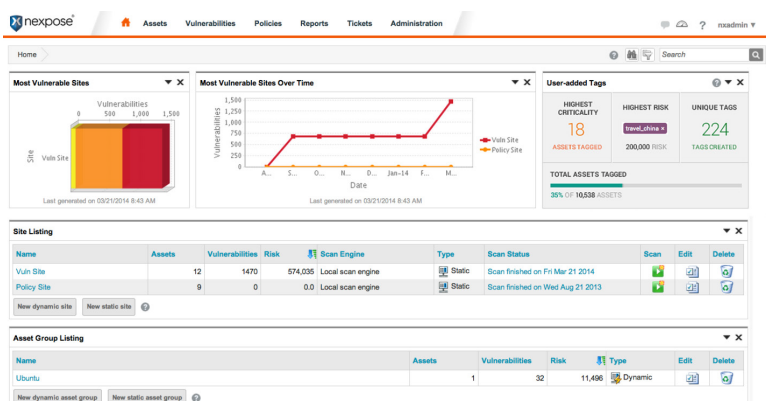 nexpose®
Assets Vulnerabilities Policies Reports Tickets Administration
? nxadmin
Home
? Search
Most Vulnerable Sites
Vulnerabilities
0 500 1,000 1,500
Site
Vuln Site
Last generated on 03/21/2014 8:43 AM
Most Vulnerable Sites Over Time
Vulnerabilities
1,500
1,250
1,000
750
500
250
0
A... S... O... N... D... Jan-14 F... M...
Date
Vuln Site
Policy Site
Last generated on 03/21/2014 8:43 AM
User-added Tags
HIGHEST CRITICALITY
18
ASSETS TAGGED
HIGHEST RISK
travel_china ×
200,000 RISK
UNIQUE TAGS
224
TAGS CREATED
TOTAL ASSETS TAGGED
35% OF 10,538 ASSETS
Site Listing
Name Assets Vulnerabilities Risk Scan Engine Type Scan Status Scan Edit Delete
Vuln Site 12 1470 574,035 Local scan engine Static Scan finished on Fri Mar 21 2014
Policy Site 9 0 0.0 Local scan engine Static Scan finished on Wed Aug 21 2013
New dynamic site New static site ?
Asset Group Listing
Name Assets Vulnerabilities Risk Type Edit Delete
Ubuntu 1 32 11,496 Dynamic
New dynamic asset group New static asset group ?